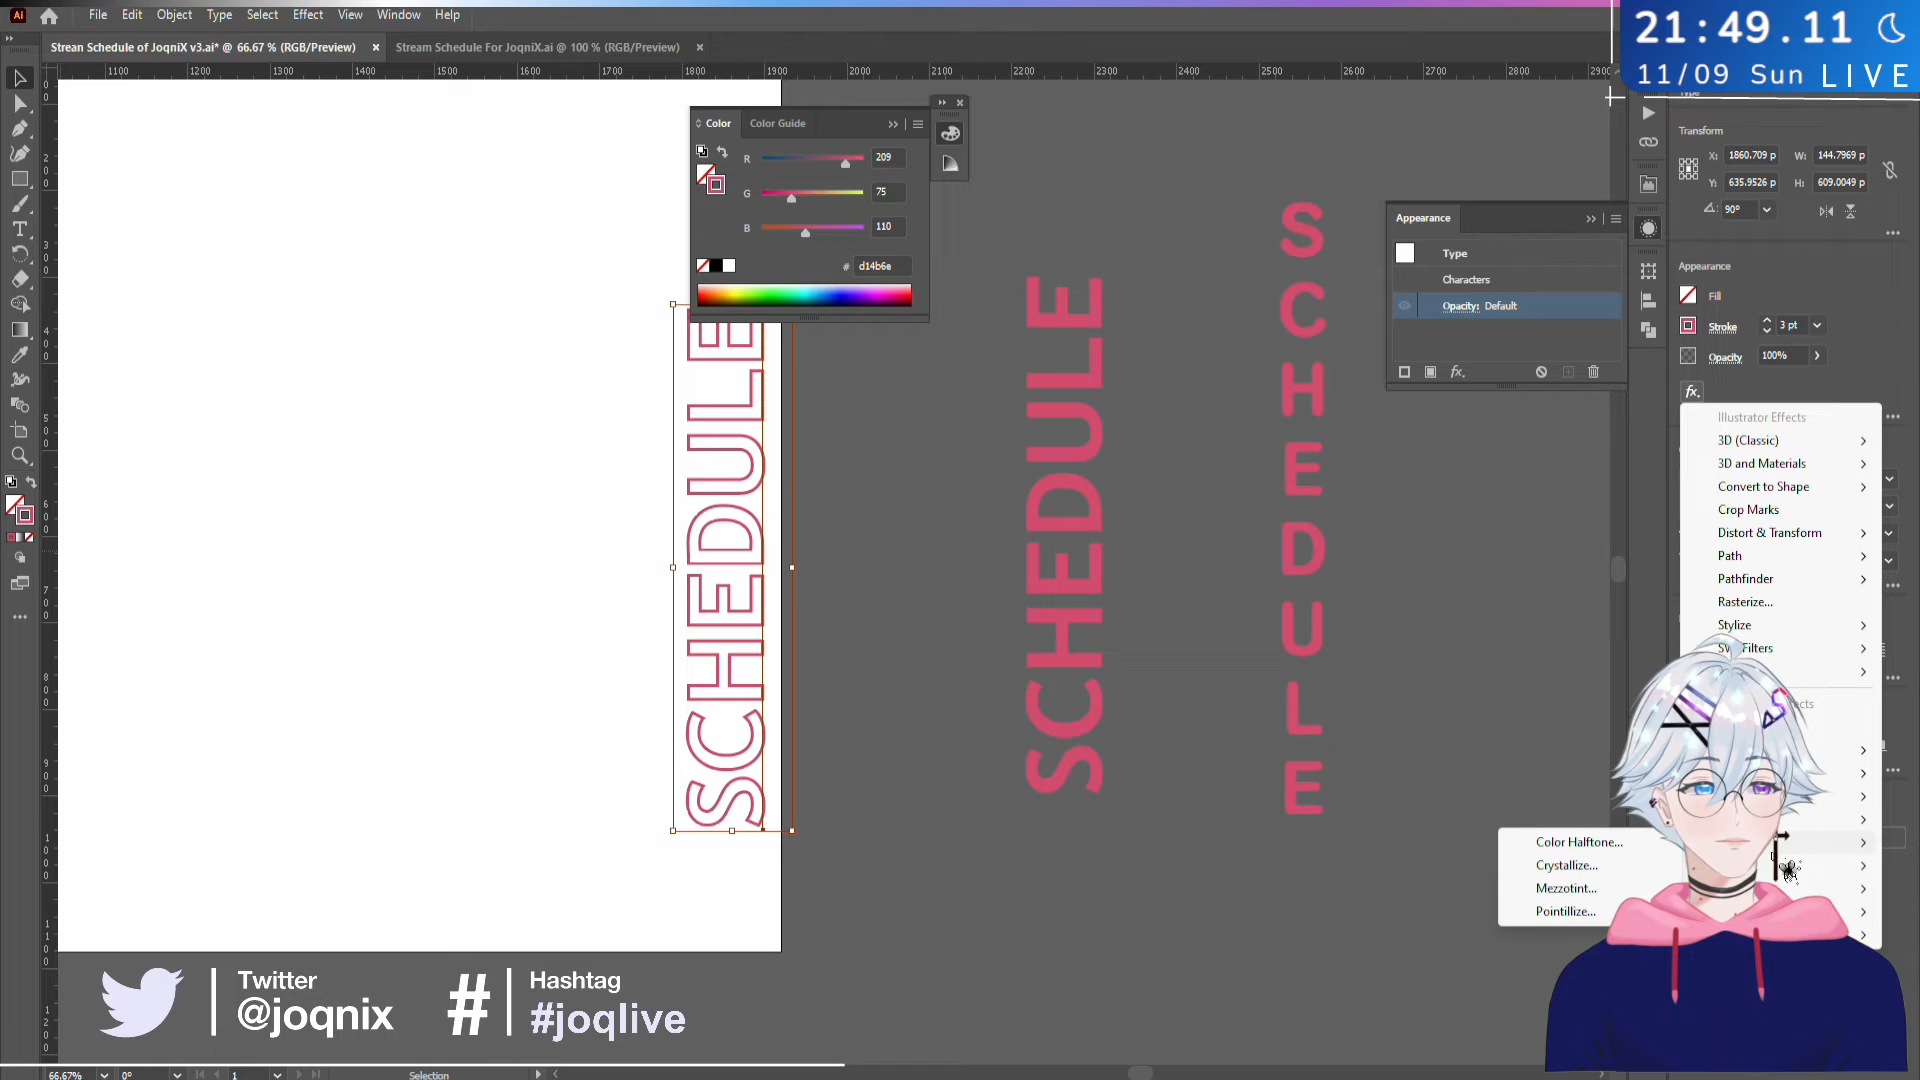 Ai File Edit Object Type Select Effect View Window Help
21:49.11
11/09 Sun LIVE
Strean Schedule of JoqniX v3.ai* @ 66.67 % (RGB/Preview) ×
Stream Schedule For JoqniX.ai @ 100 % (RGB/Preview) ×
1100 1200 1300 1400 1500 1600 1700 1800 1900 2000 2100 2200 2300 2400 2500 2600 2700 2800 2900
Color Color Guide
R 209
G 75
B 110
# d14b6e
SCHEDULE
SCHEDULE
S
C
H
E
D
U
L
E
Appearance
Type
Characters
Opacity: Default
fx.
Transform
X: 1860.709 p W: 144.7969 p
Y: 635.9526 p H: 609.0049 p
90°
Appearance
Fill
Stroke 3 pt
Opacity 100%
fx.
Illustrator Effects
3D (Classic)
3D and Materials
Convert to Shape
Crop Marks
Distort & Transform
Path
Pathfinder
Rasterize...
Stylize
Filters
Color Halftone...
Crystallize...
Mezzotint...
Pointillize...
Twitter
@joqnix
#
Hashtag
#joqlive
66.67% 0° 1 Selection